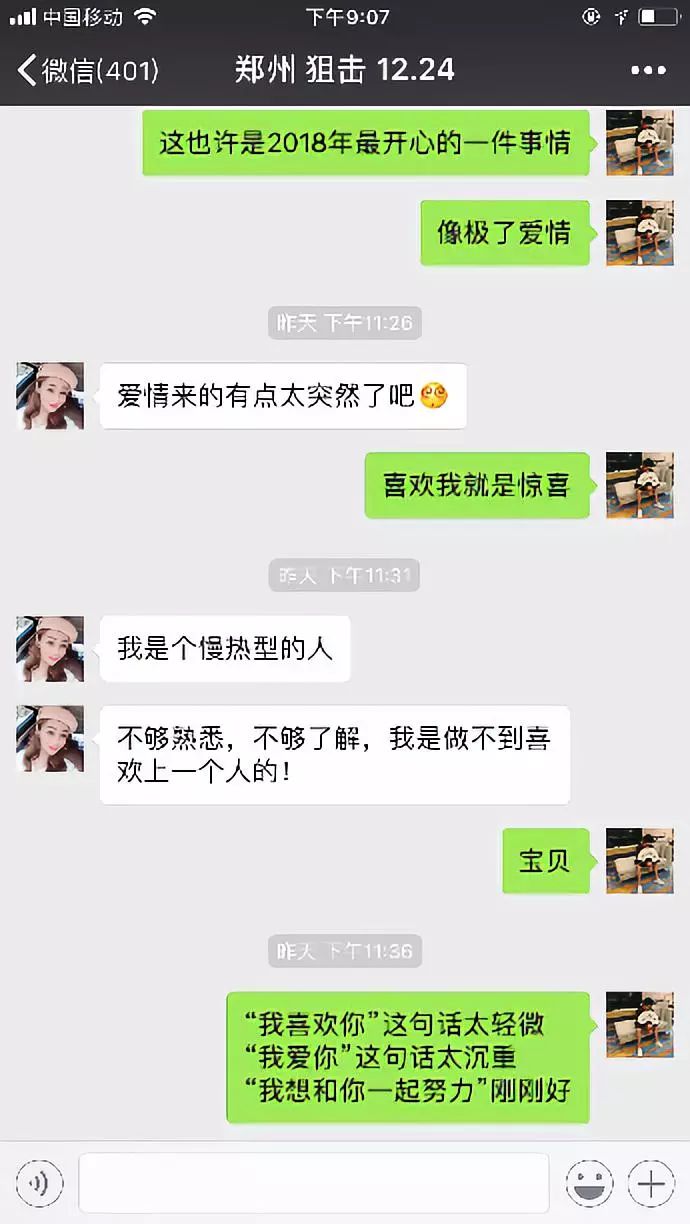 中国移动
下午9:07
微信(401)
郑州 狙击 12.24
这也许是2018年最开心的一件事情
像极了爱情
昨天 下午11:26
爱情来的有点太突然了吧
喜欢我就是惊喜
昨天 下午11:31
我是个慢热型的人
不够熟悉，不够了解，我是做不到喜
欢上一个人的！
宝贝
昨天 下午11:36
“我喜欢你”这句话太轻微
“我爱你”这句话太沉重
“我想和你一起努力”刚刚好